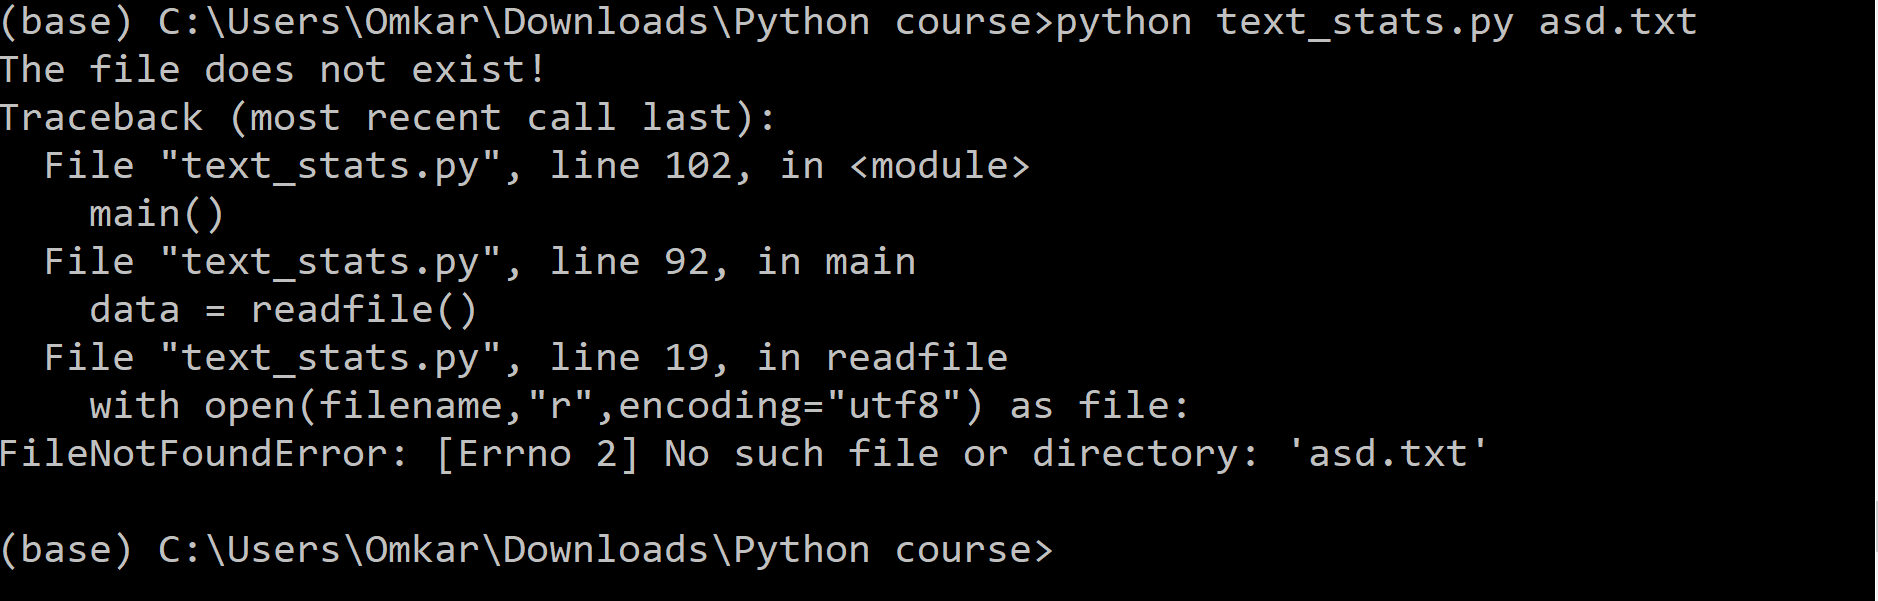 (base) C:\Users\Omkar\Downloads\Python course>python text_stats.py asd.txt
The file does not exist!
Traceback (most recent call last):
  File "text_stats.py", line 102, in <module>
    main()
  File "text_stats.py", line 92, in main
    data = readfile()
  File "text_stats.py", line 19, in readfile
    with open(filename,"r",encoding="utf8") as file:
FileNotFoundError: [Errno 2] No such file or directory: 'asd.txt'

(base) C:\Users\Omkar\Downloads\Python course>